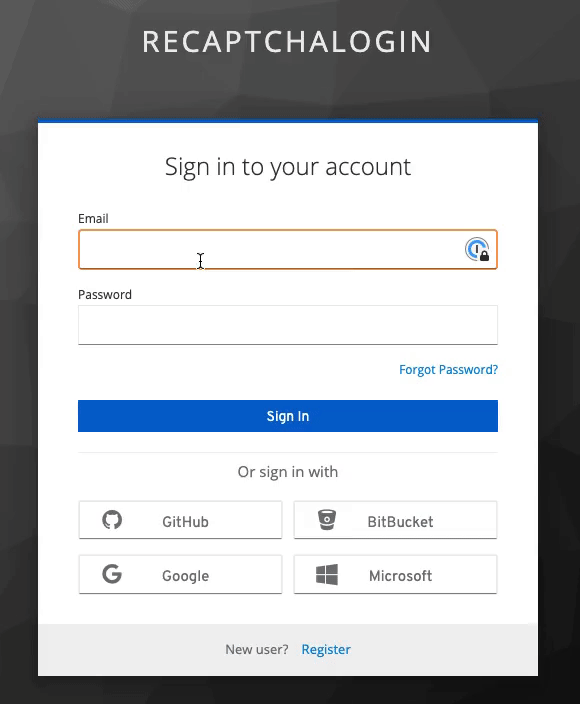 RECAPTCHALOGIN
Sign in to your account
Email
Password
Forgot Password?
Sign In
Or sign in with
GitHub
BitBucket
Google
Microsoft
New user? Register